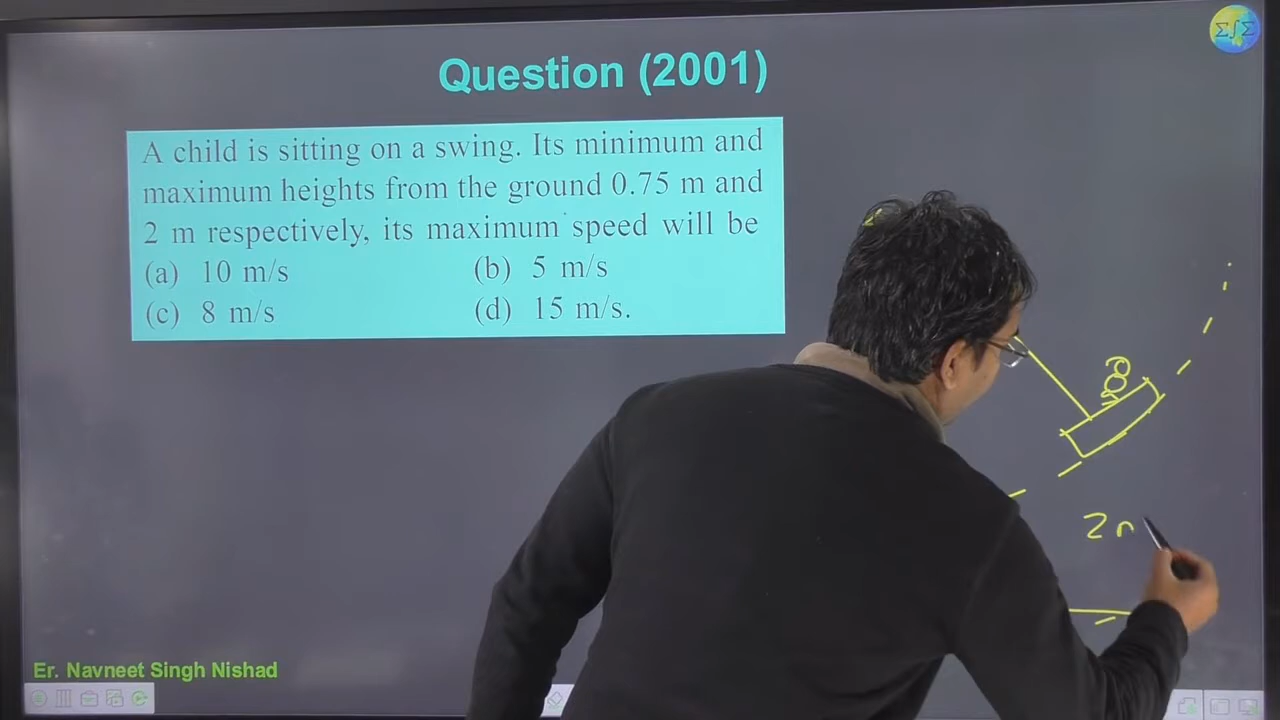 Question (2001)
A child is sitting on a swing. Its minimum and
maximum heights from the ground 0.75 m and
2 m respectively, its maximum speed will be
(a) 10 m/s (b) 5 m/s
(c) 8 m/s (d) 15 m/s.
2
Er. Navneet Singh Nishad
Σ∫Σ